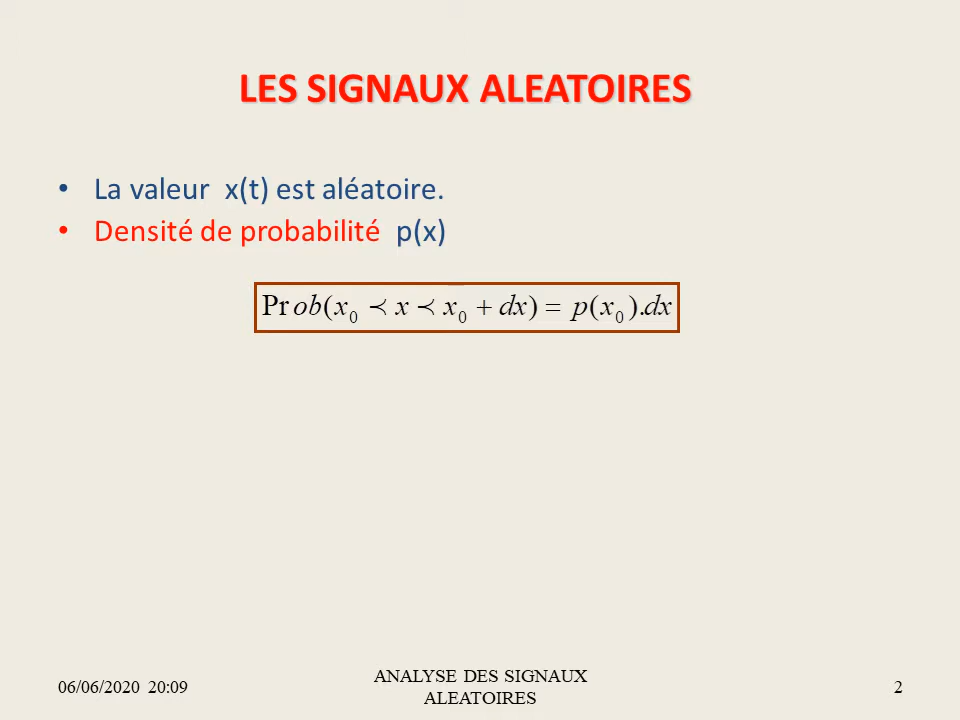 LES SIGNAUX ALEATOIRES
• La valeur x(t) est aléatoire.
• Densité de probabilité p(x)
Prob(x₀ ≺ x ≺ x₀ + dx) = p(x₀).dx
06/06/2020 20:09
ANALYSE DES SIGNAUX
ALEATOIRES
2